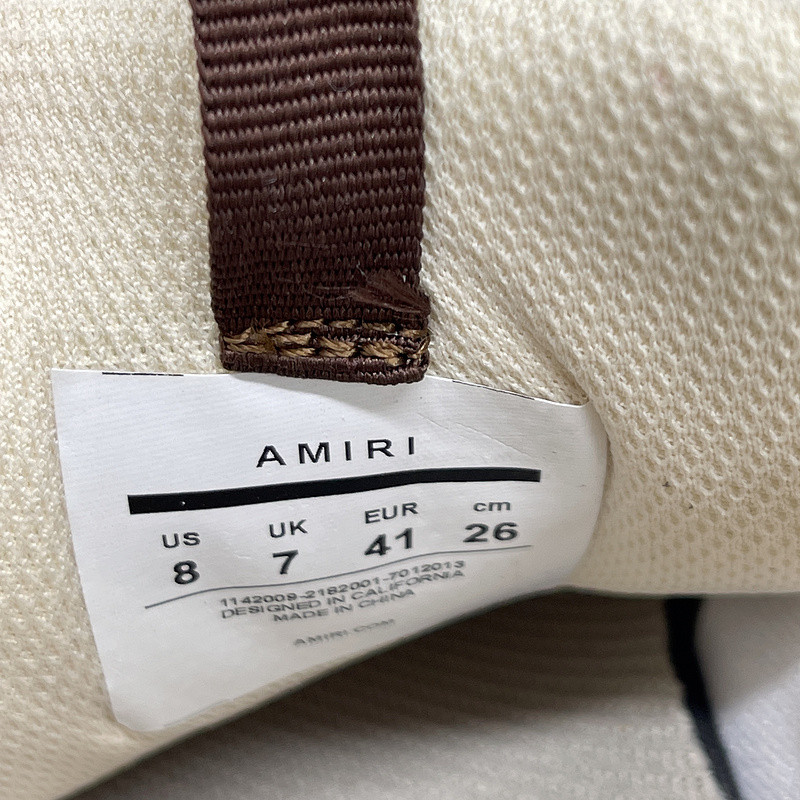 AMIRI
US UK EUR cm
8 7 41 26
1142009-2182001-7012013
DESIGNED IN CALIFORNIA
MADE IN CHINA
AMIRI.COM